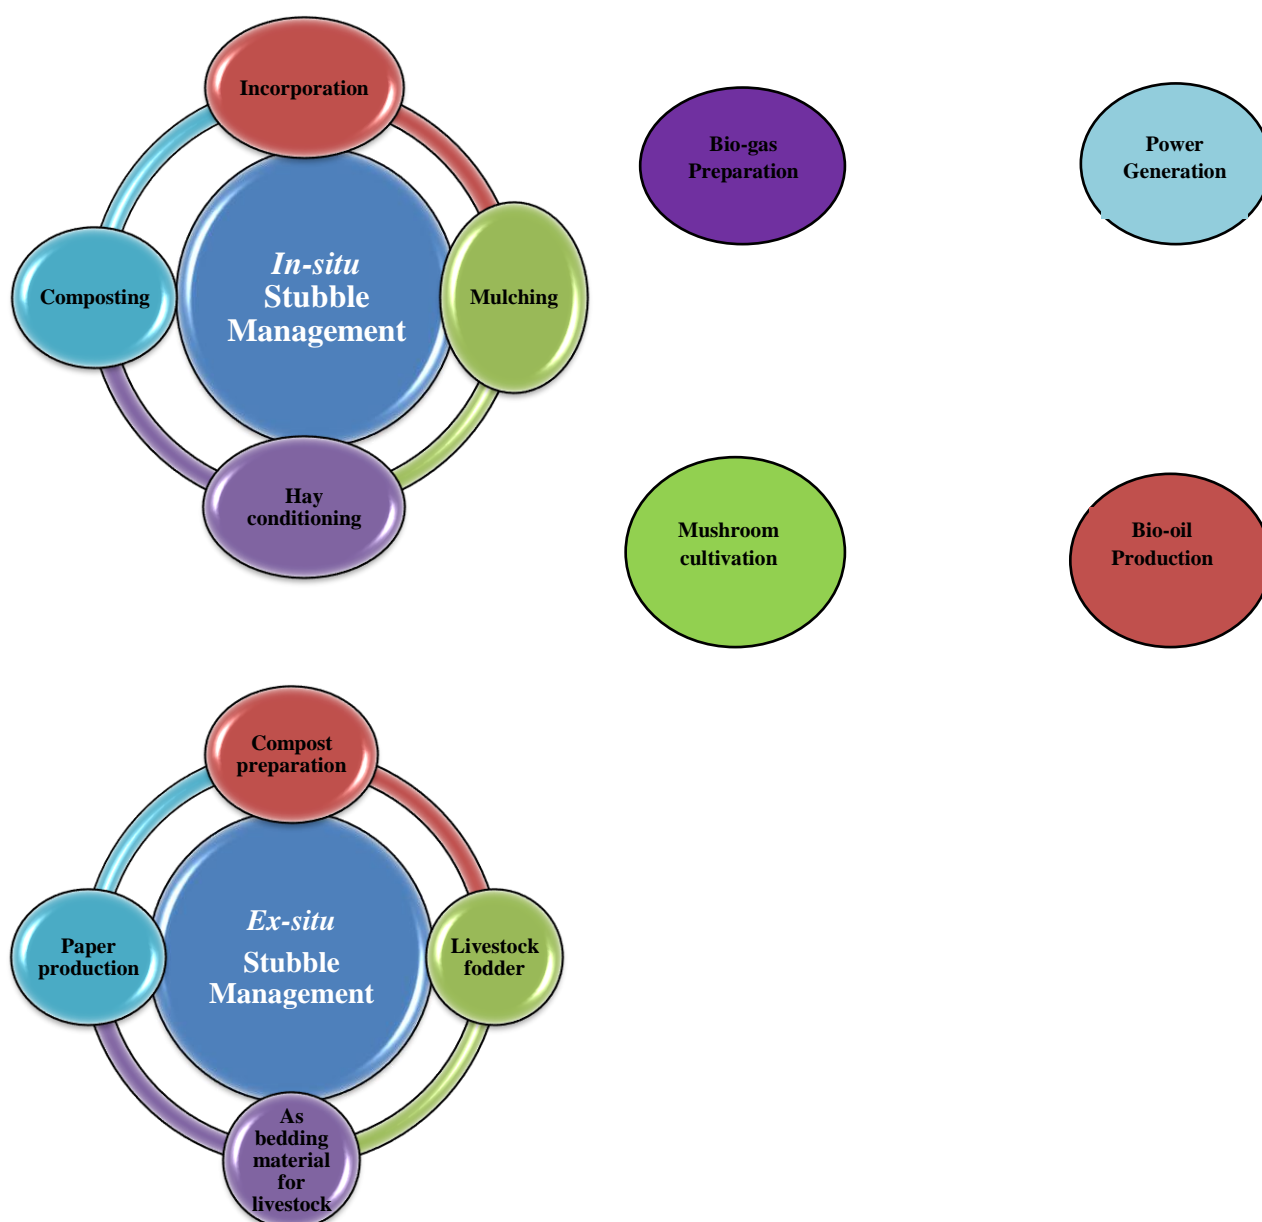 Incorporation
In-situ
Stubble
Management
Composting
Mulching
Hay
conditioning
Bio-gas
Preparation
Power
Generation
Mushroom
cultivation
Bio-oil
Production
Compost
preparation
Ex-situ
Stubble
Management
Paper
production
Livestock
fodder
As
bedding
material
for
livestock